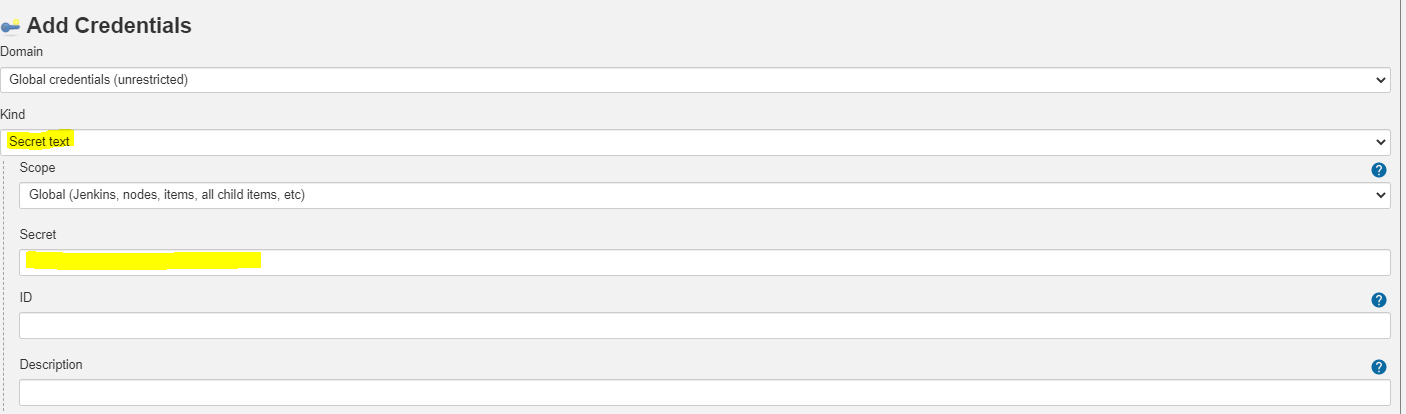 Add Credentials
Domain
Global credentials (unrestricted)
Kind
Secret text
Scope
?
Global (Jenkins, nodes, items, all child items, etc)
Secret
ID
?
Description
?